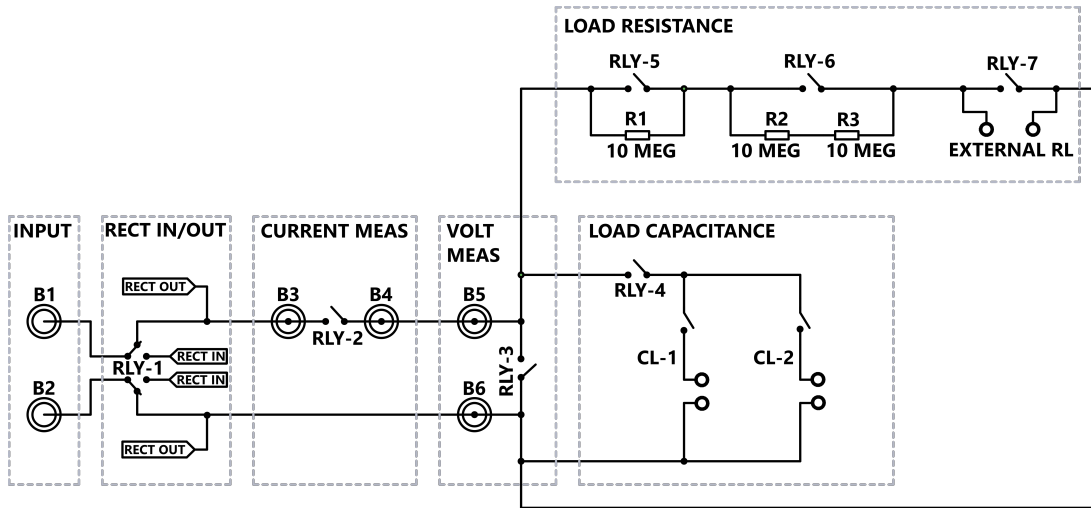 LOAD RESISTANCE
RLY-5
RLY-6
RLY-7
R1
R2
R3
10 MEG
10 MEG
10 MEG
EXTERNAL RL
INPUT
RECT IN/OUT
CURRENT MEAS
VOLT
MEAS
LOAD CAPACITANCE
RECT OUT
B1
B3
B4
B5
RLY-4
RLY-2
RLY-3
RECT IN
RLY-1
RECT IN
CL-1
CL-2
B2
B6
RECT OUT